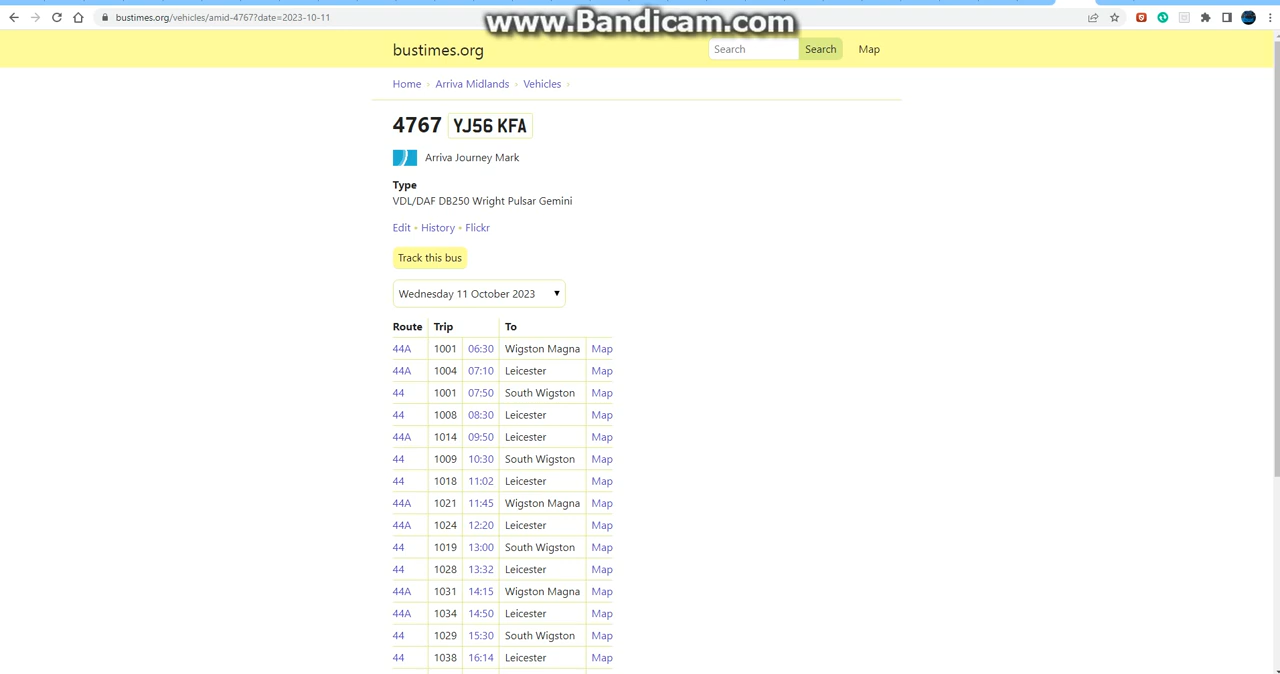 bustimes.org/vehicles/amid-4767?date=2023-10-11
www.Bandicam.com
bustimes.org
Search
Search
Map
Home › Arriva Midlands › Vehicles ›
4767 YJ56 KFA
Arriva Journey Mark
Type
VDL/DAF DB250 Wright Pulsar Gemini
Edit • History • Flickr
Track this bus
Wednesday 11 October 2023
Route Trip To
44A 1001 06:30 Wigston Magna Map
44A 1004 07:10 Leicester Map
44 1001 07:50 South Wigston Map
44 1008 08:30 Leicester Map
44A 1014 09:50 Leicester Map
44 1009 10:30 South Wigston Map
44 1018 11:02 Leicester Map
44A 1021 11:45 Wigston Magna Map
44A 1024 12:20 Leicester Map
44 1019 13:00 South Wigston Map
44 1028 13:32 Leicester Map
44A 1031 14:15 Wigston Magna Map
44A 1034 14:50 Leicester Map
44 1029 15:30 South Wigston Map
44 1038 16:14 Leicester Map